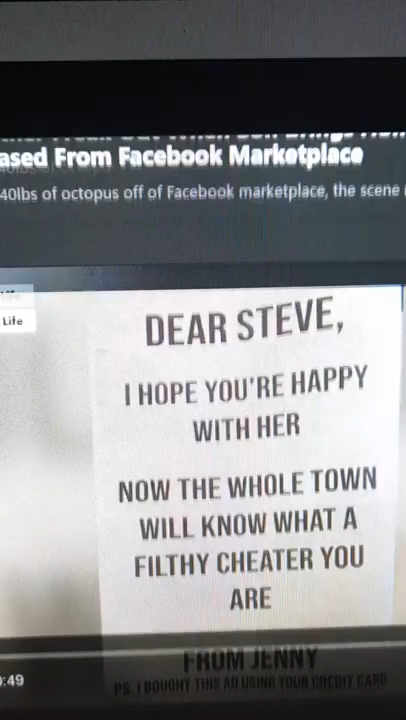 ased From Facebook Marketplace
40lbs of octopus off of Facebook marketplace, the scene
Life
DEAR STEVE,
I HOPE YOU'RE HAPPY
WITH HER
NOW THE WHOLE TOWN
WILL KNOW WHAT A
FILTHY CHEATER YOU
ARE
FROM JENNY
PS. I BOUGHT THIS AD USING YOUR CREDIT CARD
:49